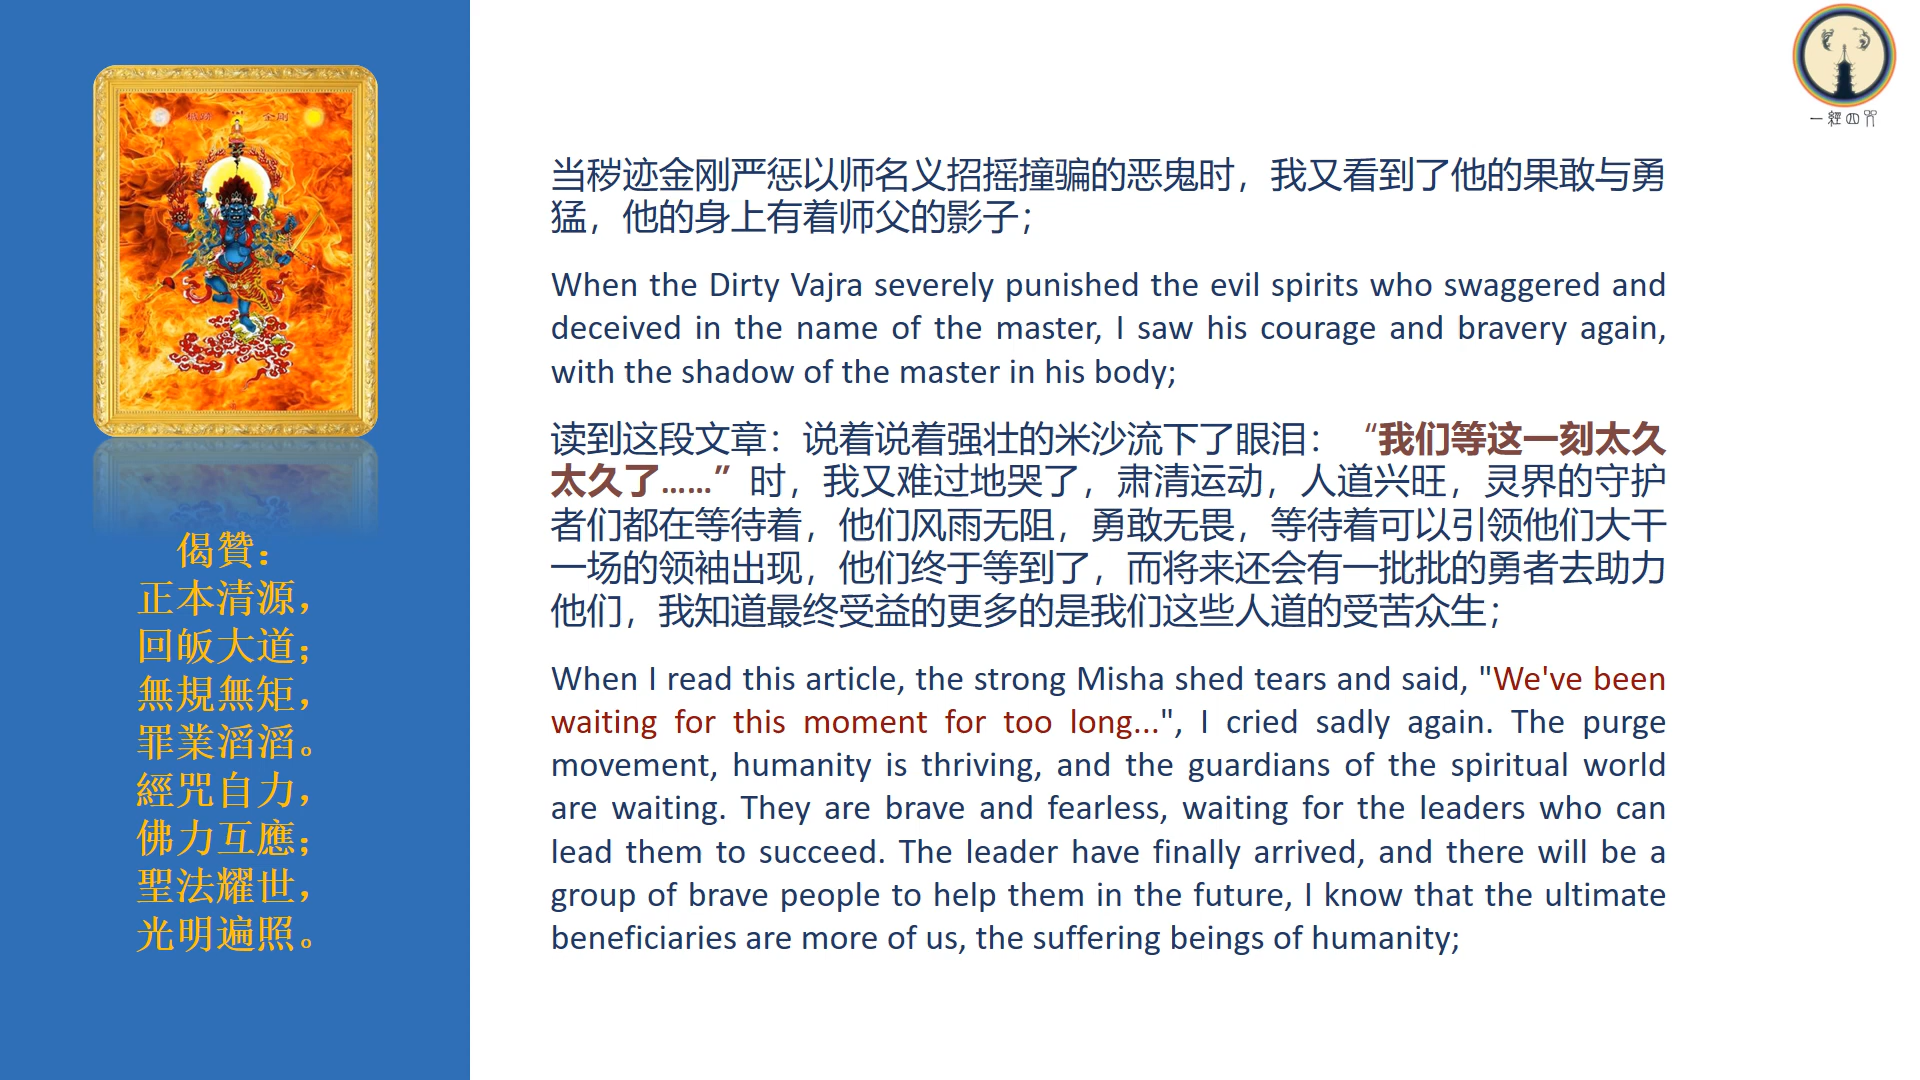 一經四咒
当秽迹金刚严惩以师名义招摇撞骗的恶鬼时，我又看到了他的果敢与勇
猛，他的身上有着师父的影子；
When the Dirty Vajra severely punished the evil spirits who swaggered and
deceived in the name of the master, I saw his courage and bravery again,
with the shadow of the master in his body;
读到这段文章：说着说着强壮的米沙流下了眼泪：“我们等这一刻太久
太久了……”时，我又难过地哭了，肃清运动，人道兴旺，灵界的守护
者们都在等待着，他们风雨无阻，勇敢无畏，等待着可以引领他们大干
一场的领袖出现，他们终于等到了，而将来还会有一批批的勇者去助力
他们，我知道最终受益的更多的是我们这些人道的受苦众生；
When I read this article, the strong Misha shed tears and said, "We've been
waiting for this moment for too long...", I cried sadly again. The purge
movement, humanity is thriving, and the guardians of the spiritual world
are waiting. They are brave and fearless, waiting for the leaders who can
lead them to succeed. The leader have finally arrived, and there will be a
group of brave people to help them in the future, I know that the ultimate
beneficiaries are more of us, the suffering beings of humanity;
偈贊：
正本清源，
回皈大道；
無規無矩，
罪業滔滔。
經咒自力，
佛力互應；
聖法耀世，
光明遍照。